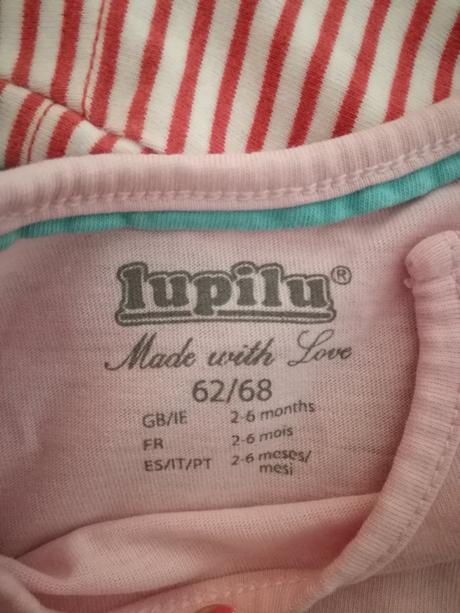 lupilu®
Made with Love
62/68
GB/IE 2-6 months
FR 2-6 mois
ES/IT/PT 2-6 meses/
mesi